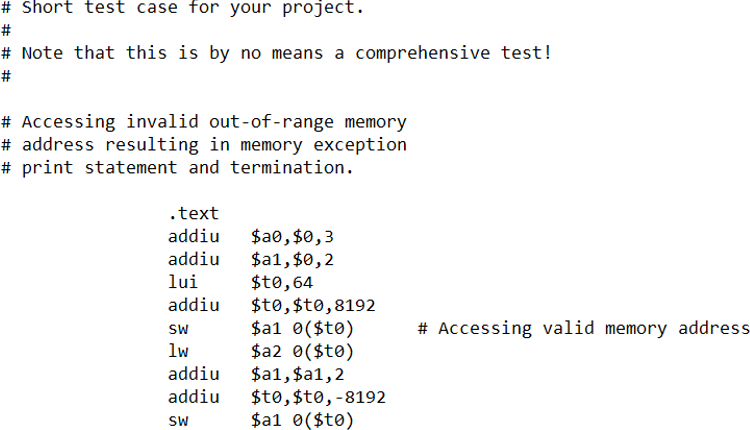 # Short test case for your project.
#
# Note that this is by no means a comprehensive test!
#
# Accessing invalid out-of-range memory
# address resulting in memory exception
# print statement and termination.
.text
addiu $a0,$0,3
addiu $a1,$0,2
lui $t0,64
addiu $t0,$t0,8192
sw $a1 0($t0) # Accessing valid memory address
lw $a2 0($t0)
addiu $a1,$a1,2
addiu $t0,$t0,-8192
sw $a1 0($t0)